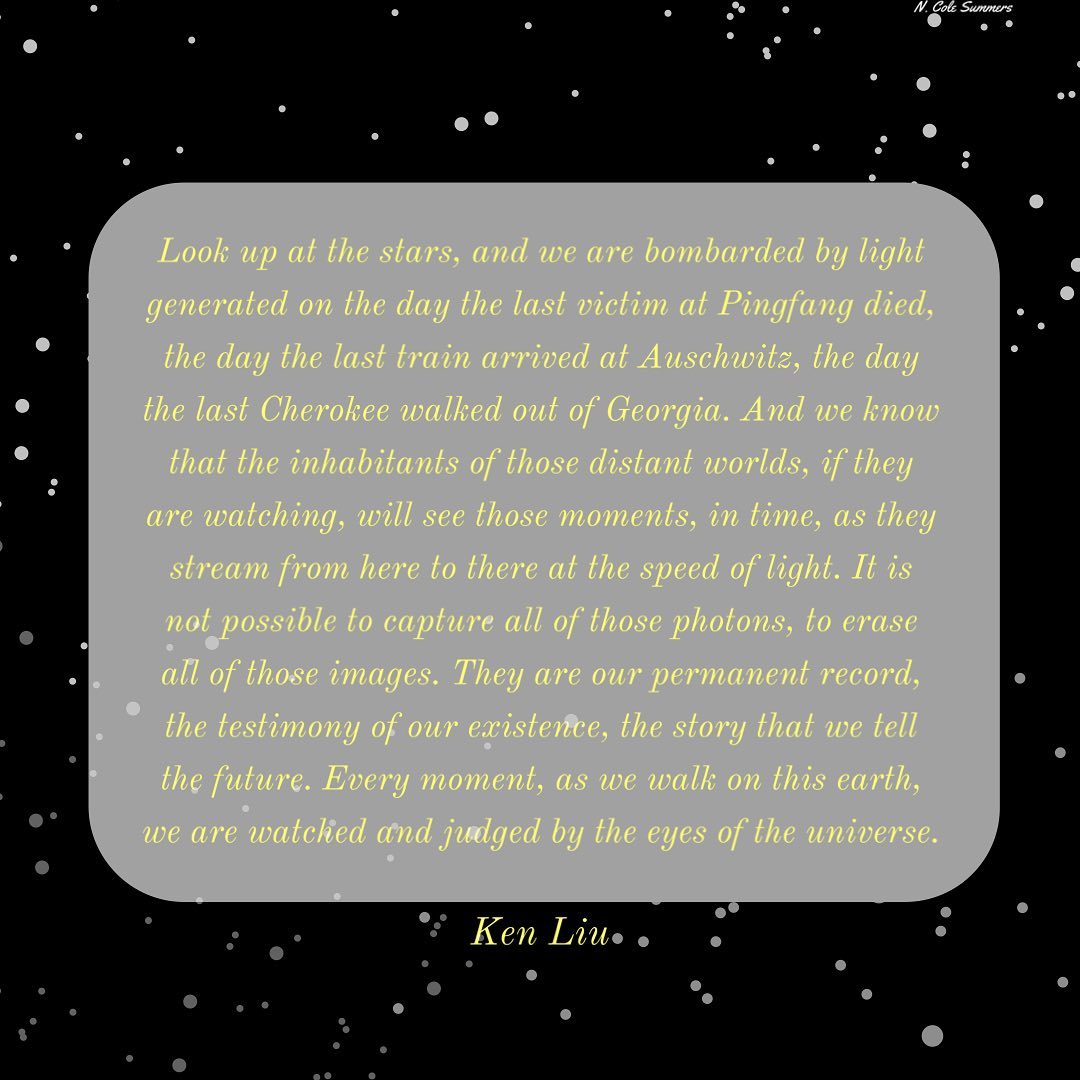 N. Cole Summers
Look up at the stars, and we are bombarded by light
generated on the day the last victim at Pingfang died,
the day the last train arrived at Auschwitz, the day
the last Cherokee walked out of Georgia. And we know
that the inhabitants of those distant worlds, if they
are watching, will see those moments, in time, as they
stream from here to there at the speed of light. It is
not possible to capture all of those photons, to erase
all of those images. They are our permanent record,
the testimony of our existence, the story that we tell
the future. Every moment, as we walk on this earth,
we are watched and judged by the eyes of the universe.
Ken Liu